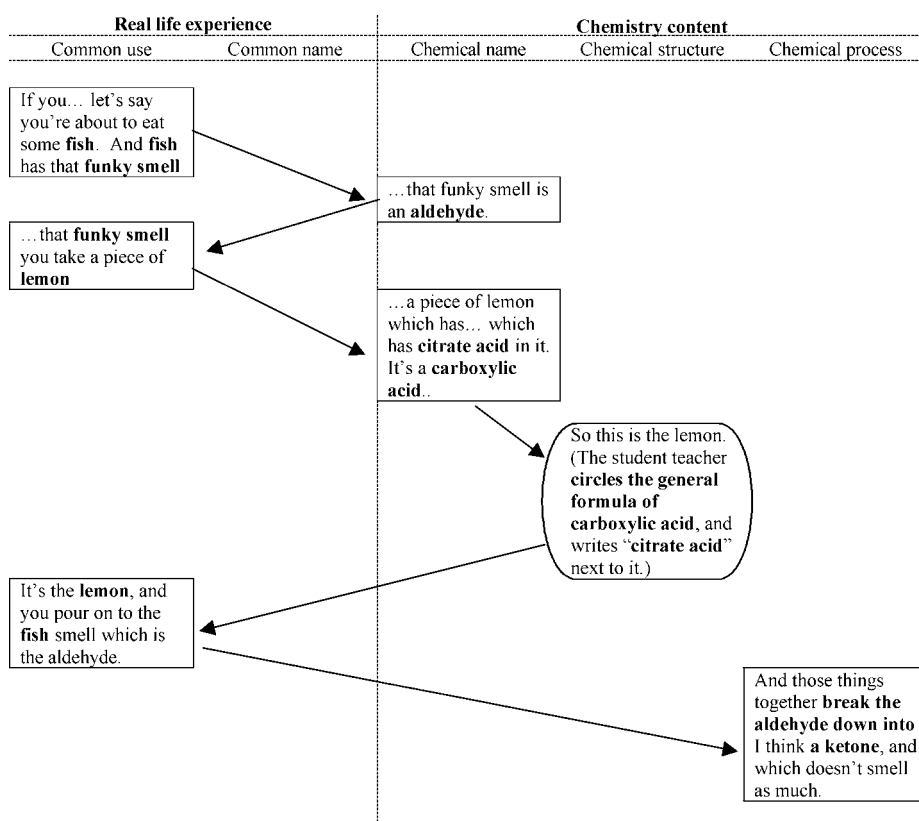 Real life experience Chemistry content
Common use Common name Chemical name Chemical structure Chemical process
If you… let's say
you're about to eat
some fish.  And fish
has that funky smell
…that funky smell is
an aldehyde.
…that funky smell
you take a piece of
lemon
…a piece of lemon
which has… which
has citrate acid in it.
It's a carboxylic
acid..
So this is the lemon.
(The student teacher
circles the general
formula of
carboxylic acid, and
writes “citrate acid”
next to it.)
It's the lemon, and
you pour on to the
fish smell which is
the aldehyde.
And those things
together break the
aldehyde down into
I think a ketone, and
which doesn't smell
as much.